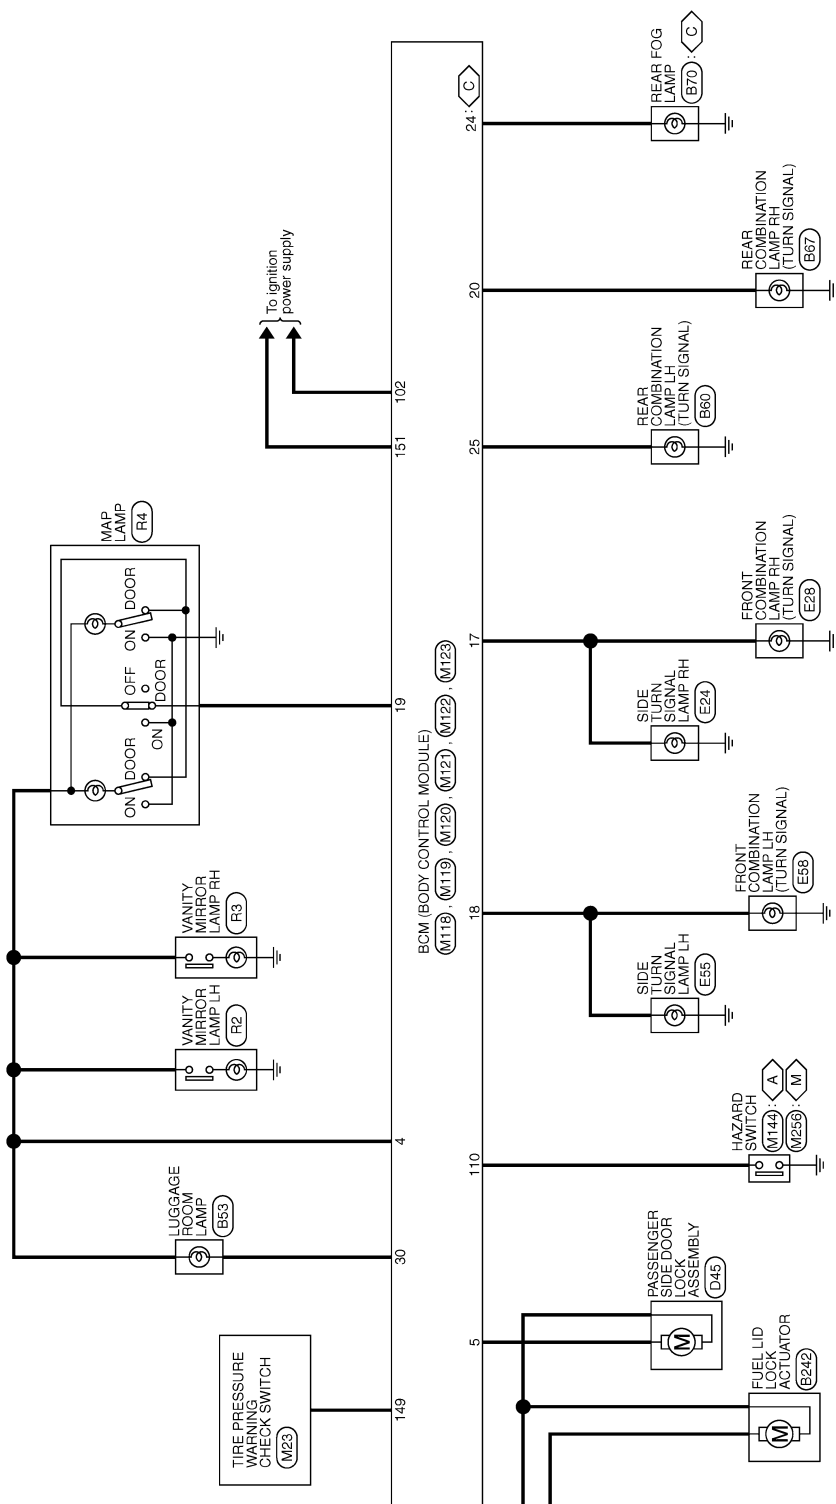 REAR FOG
LAMP
B70 : C
24 : C
REAR
COMBINATION
LAMP RH
(TURN SIGNAL)
B67
20
To ignition
power supply
102
151
REAR
COMBINATION
LAMP LH
(TURN SIGNAL)
B60
25
MAP
LAMP
R4
DOOR
ON
OFF
DOOR
ON
DOOR
ON
19
FRONT
COMBINATION
LAMP RH
(TURN SIGNAL)
E28
17
SIDE
TURN
SIGNAL
LAMP RH
E24
BCM (BODY CONTROL MODULE)
M118 , M119 , M120 , M121 , M122 , M123
FRONT
COMBINATION
LAMP LH
(TURN SIGNAL)
E58
18
SIDE
TURN
SIGNAL
LAMP LH
E55
VANITY
MIRROR
LAMP RH
R3
VANITY
MIRROR
LAMP LH
R2
4
HAZARD
SWITCH
M144 : A
M256 : M
110
LUGGAGE
ROOM
LAMP
B53
30
PASSENGER
SIDE DOOR
LOCK
ASSEMBLY
D45
M
5
TIRE PRESSURE
WARNING
CHECK SWITCH
M23
149
FUEL LID
LOCK
ACTUATOR
B242
M